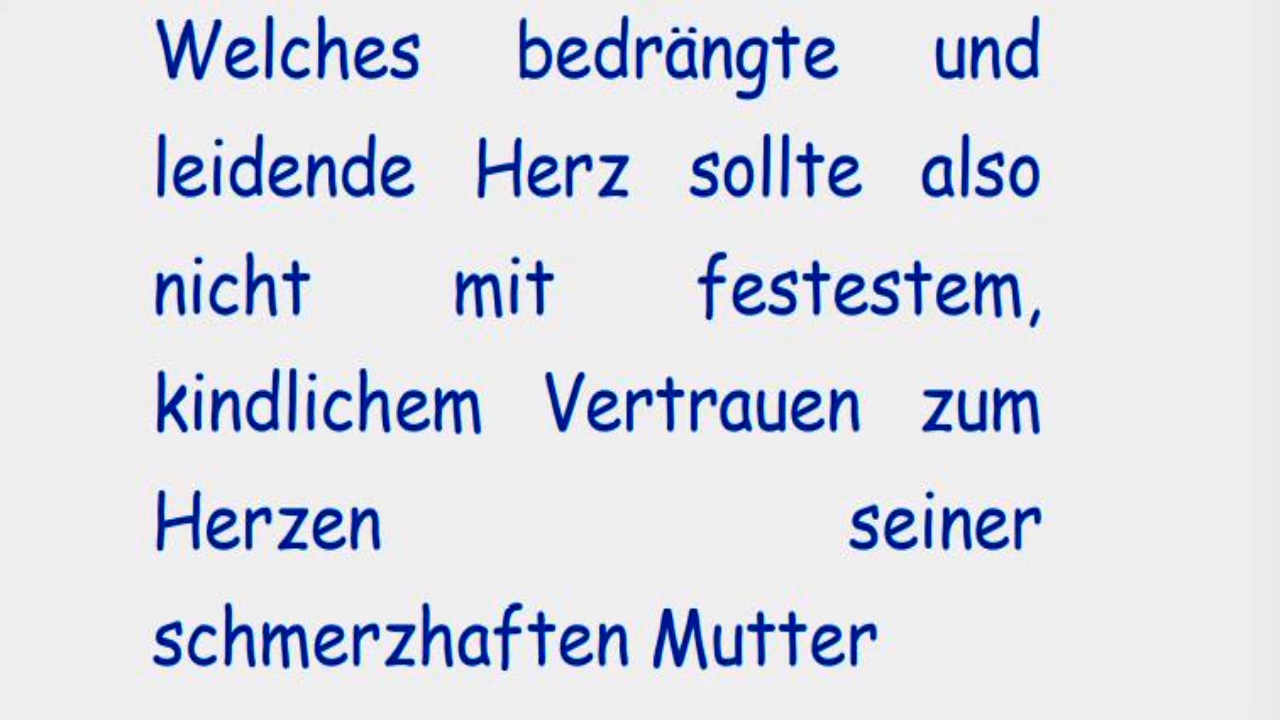 Welches bedrängte und
leidende Herz sollte also
nicht mit festestem,
kindlichem Vertrauen zum
Herzen seiner
schmerzhaften Mutter